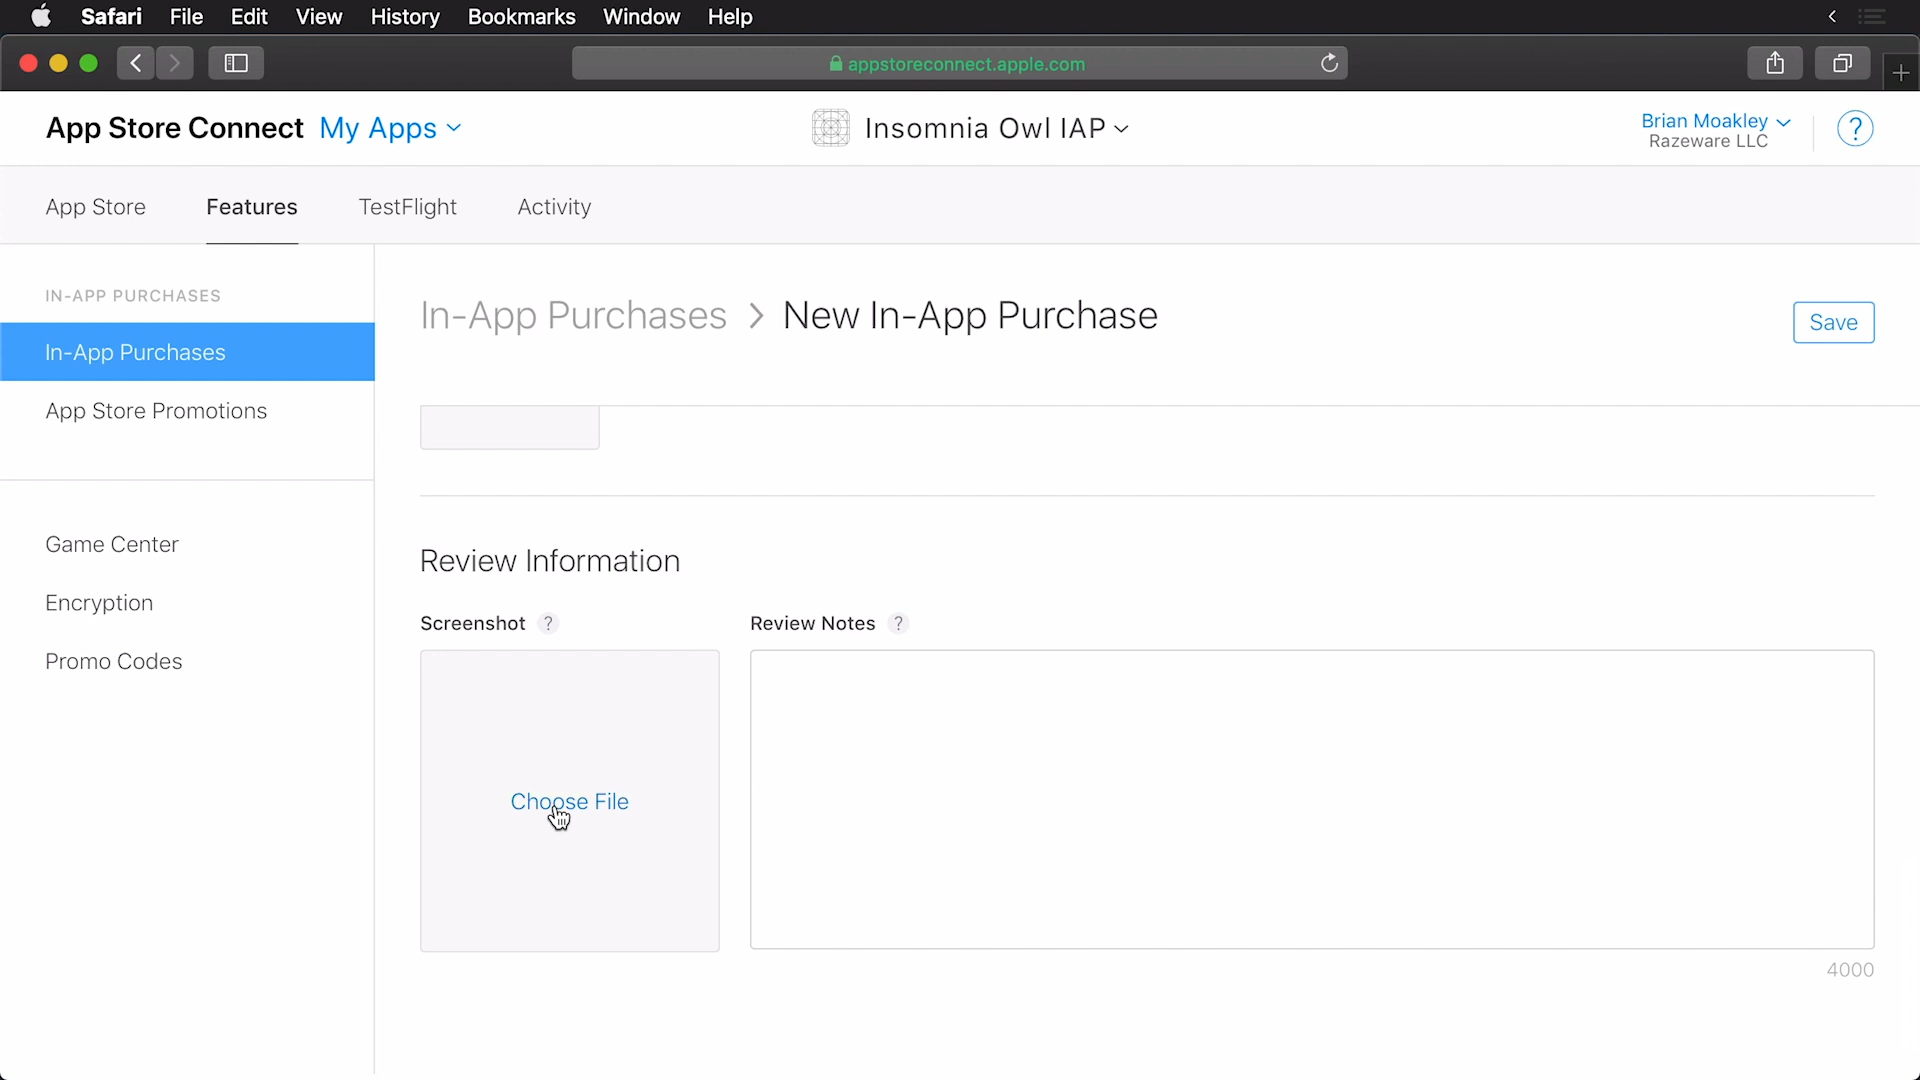 Safari File Edit View History Bookmarks Window Help
appstoreconnect.apple.com
App Store Connect My Apps
Insomnia Owl IAP
Brian Moakley
Razeware LLC
?
App Store Features TestFlight Activity
IN-APP PURCHASES
In-App Purchases
App Store Promotions
Game Center
Encryption
Promo Codes
In-App Purchases > New In-App Purchase
Save
Review Information
Screenshot ?
Review Notes ?
Choose File
4000